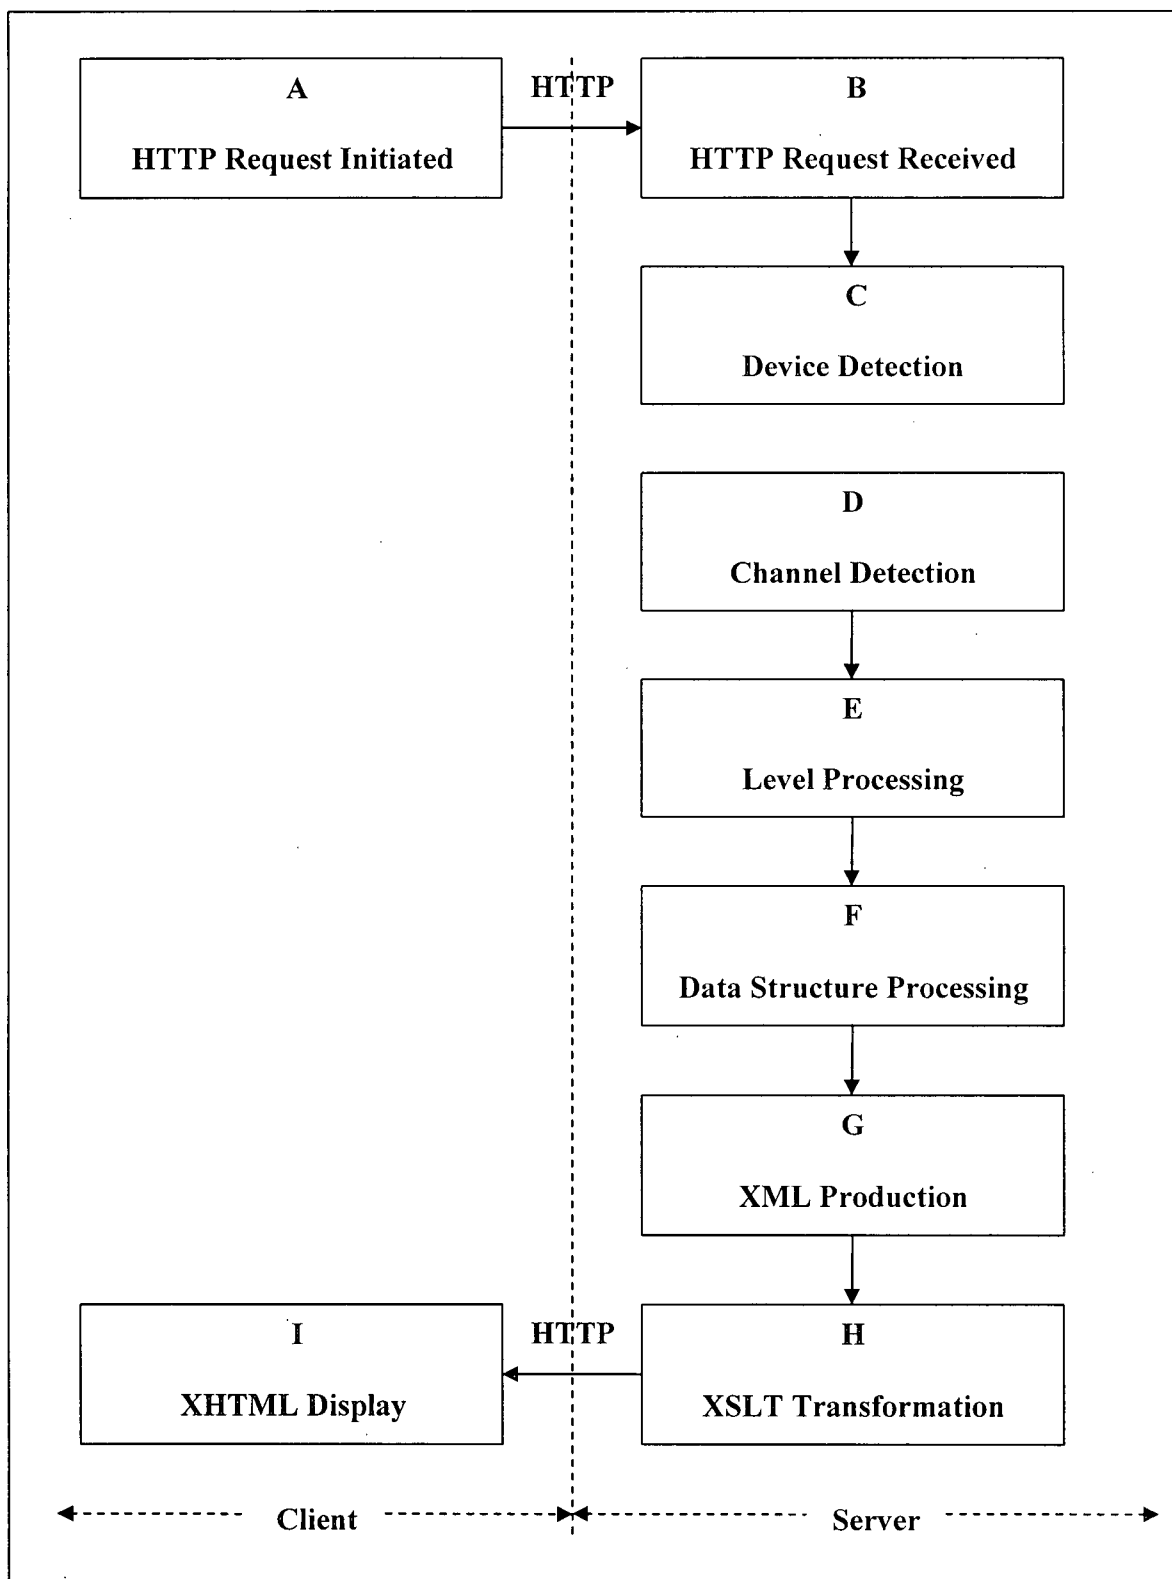 A
HTTP Request Initiated
HTTP
B
HTTP Request Received
C
Device Detection
D
Channel Detection
E
Level Processing
F
Data Structure Processing
G
XML Production
I
XHTML Display
HTTP
H
XSLT Transformation
Client
Server